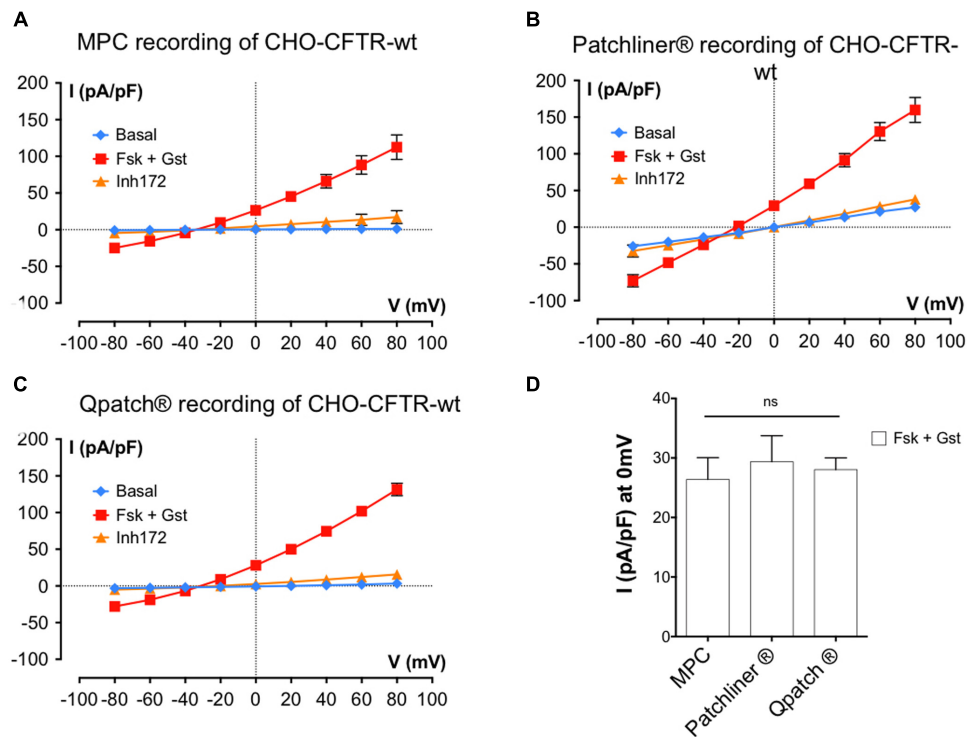 A
MPC recording of CHO-CFTR-wt
I (pA/pF)
200
150
100
50
0
-50
-100
Basal
Fsk + Gst
Inh172
V (mV)
-100 -80 -60 -40 -20 0 20 40 60 80 100
B
Patchliner® recording of CHO-CFTR-
wt
I (pA/pF)
200
150
100
50
0
-50
-100
Basal
Fsk + Gst
Inh172
V (mV)
-100 -80 -60 -40 -20 0 20 40 60 80 100
C
Qpatch® recording of CHO-CFTR-wt
I (pA/pF)
200
150
100
50
0
-50
-100
Basal
Fsk + Gst
Inh172
V (mV)
-100 -80 -60 -40 -20 0 20 40 60 80 100
D
I (pA/pF) at 0mV
40
30
20
10
0
ns
Fsk + Gst
MPC
Patchliner ®
Qpatch ®